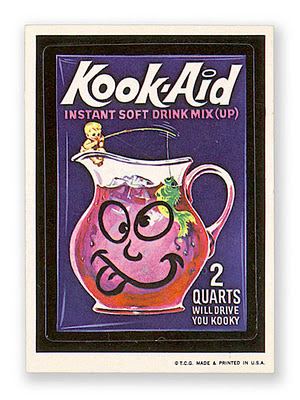 Kook-Aid
INSTANT SOFT DRINK MIX (UP)
2
QUARTS
WILL DRIVE
YOU KOOKY
© T.C.G. MADE & PRINTED IN U.S.A.